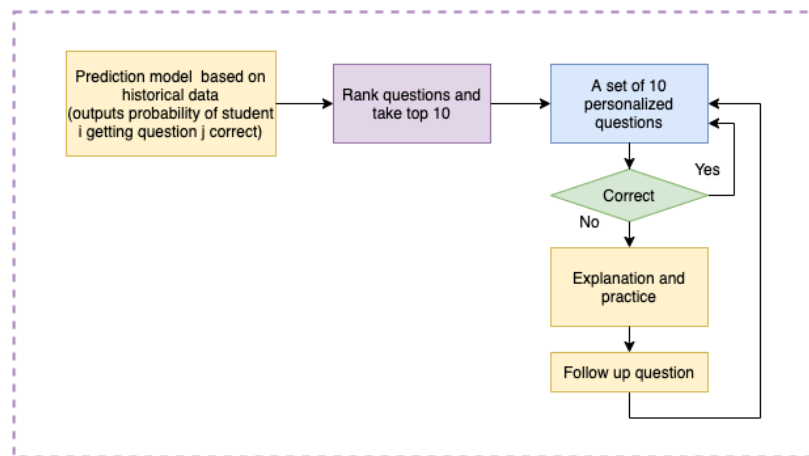 Prediction model based on
historical data
(outputs probability of student
i getting question j correct)
Rank questions and
take top 10
A set of 10
personalized
questions
Yes
Correct
No
Explanation and
practice
Follow up question